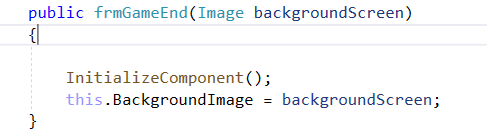 public frmGameEnd(Image backgroundScreen)
{
InitializeComponent();
this.BackgroundImage = backgroundScreen;
}